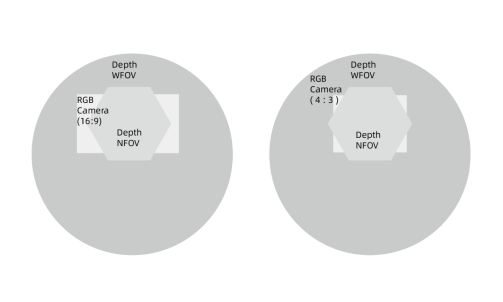 Depth
WFOV
RGB
Camera
(16:9)
Depth
NFOV
Depth
WFOV
RGB
Camera
( 4 : 3 )
Depth
NFOV